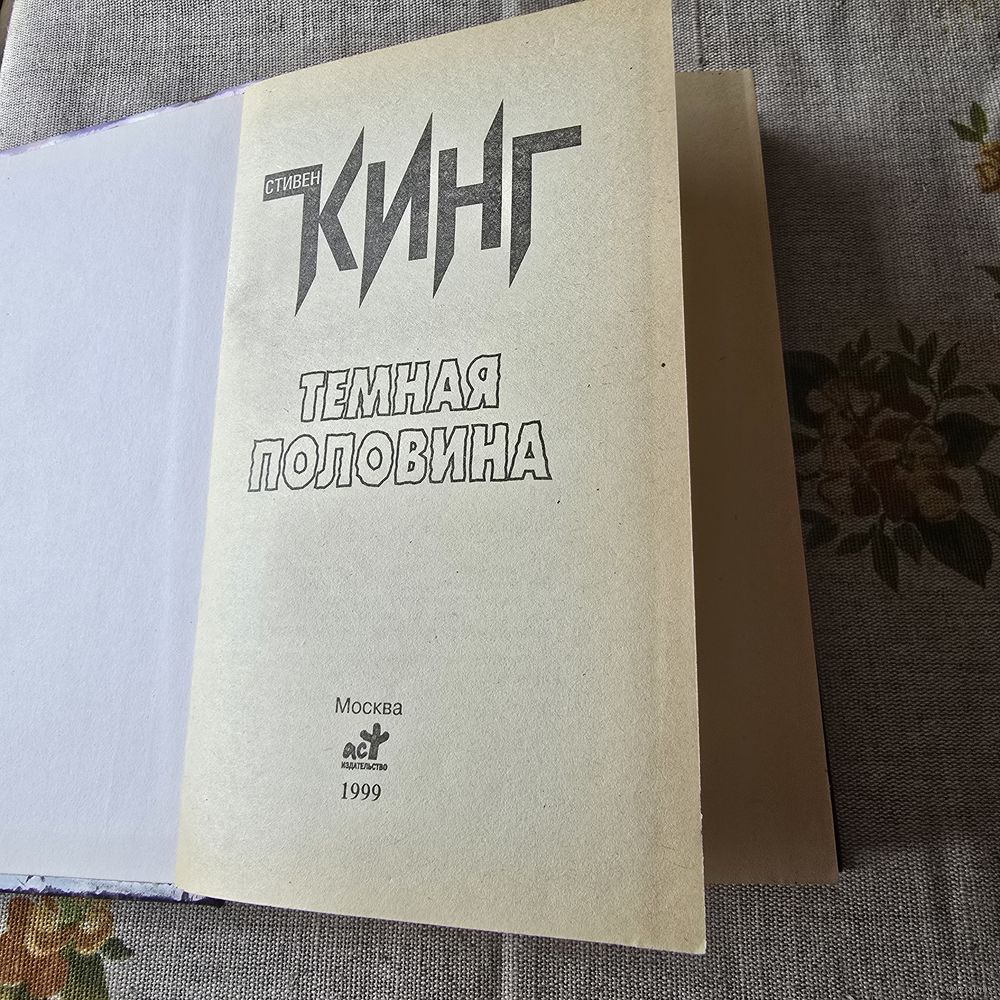 СТИВЕН
КИНГ
ТЕМНАЯ
ПОЛОВИНА
Москва
аст
ИЗДАТЕЛЬСТВО
1999